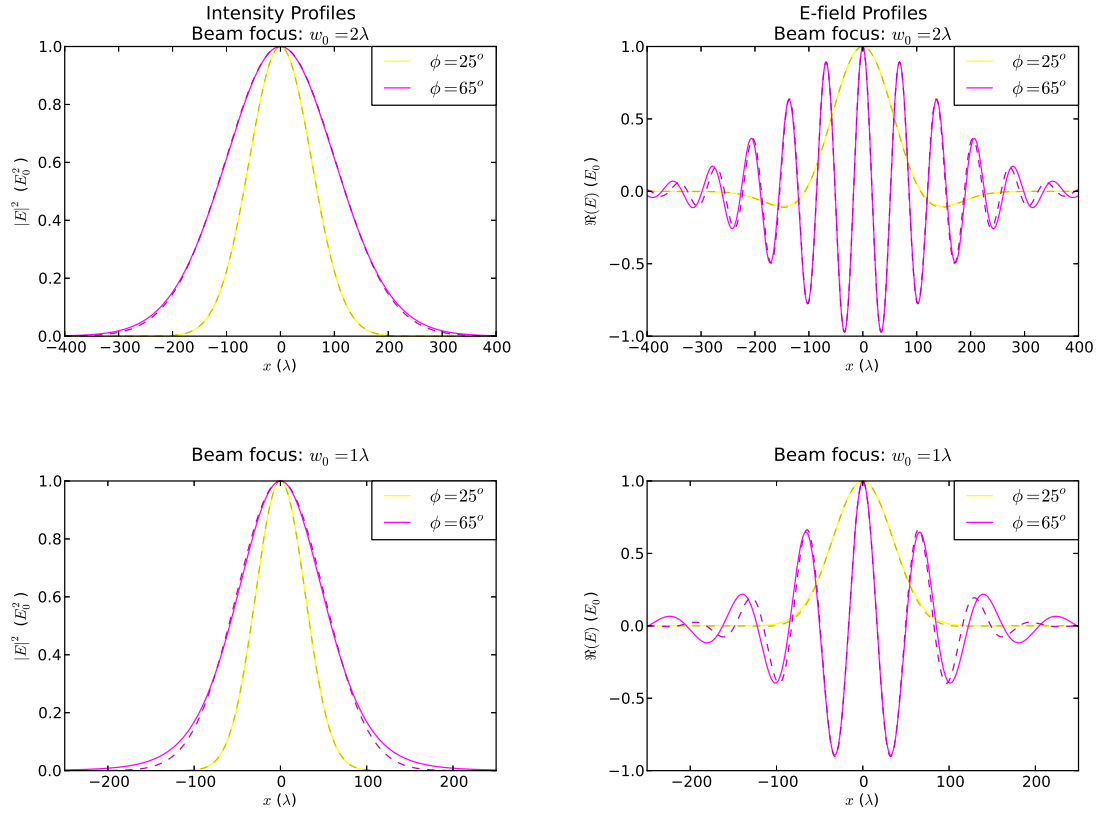 Intensity Profiles
Beam focus: w₀ = 2λ
φ = 25°
φ = 65°
1.0
0.8
0.6
0.4
0.2
0.0
|E|² (E₀²)
−400 −300 −200 −100 0 100 200 300 400
x (λ)
E-field Profiles
Beam focus: w₀ = 2λ
φ = 25°
φ = 65°
1.0
0.5
0.0
−0.5
−1.0
ℜ(E) (E₀)
−400 −300 −200 −100 0 100 200 300 400
x (λ)
Beam focus: w₀ = 1λ
φ = 25°
φ = 65°
1.0
0.8
0.6
0.4
0.2
0.0
|E|² (E₀²)
−200 −100 0 100 200
x (λ)
Beam focus: w₀ = 1λ
φ = 25°
φ = 65°
1.0
0.5
0.0
−0.5
−1.0
ℜ(E) (E₀)
−200 −100 0 100 200
x (λ)